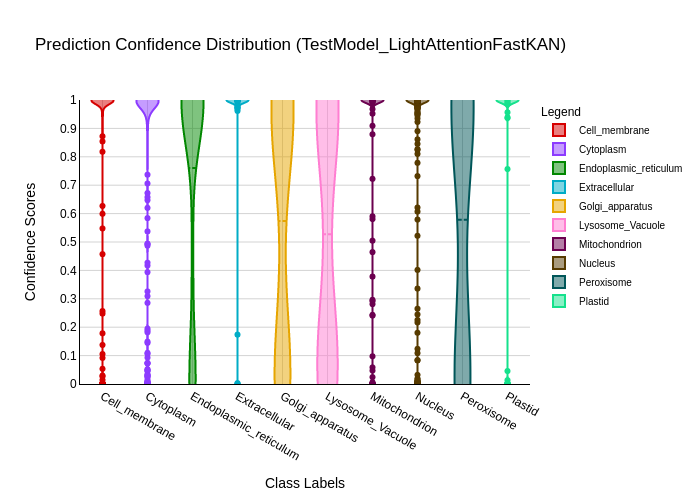 Prediction Confidence Distribution (TestModel_LightAttentionFastKAN)
Legend
Cell_membrane
Cytoplasm
Endoplasmic_reticulum
Extracellular
Golgi_apparatus
Lysosome_Vacuole
Mitochondrion
Nucleus
Peroxisome
Plastid
Confidence Scores
1
0.9
0.8
0.7
0.6
0.5
0.4
0.3
0.2
0.1
0
Cell_membrane
Cytoplasm
Endoplasmic_reticulum
Extracellular
Golgi_apparatus
Lysosome_Vacuole
Mitochondrion
Nucleus
Peroxisome
Plastid
Class Labels